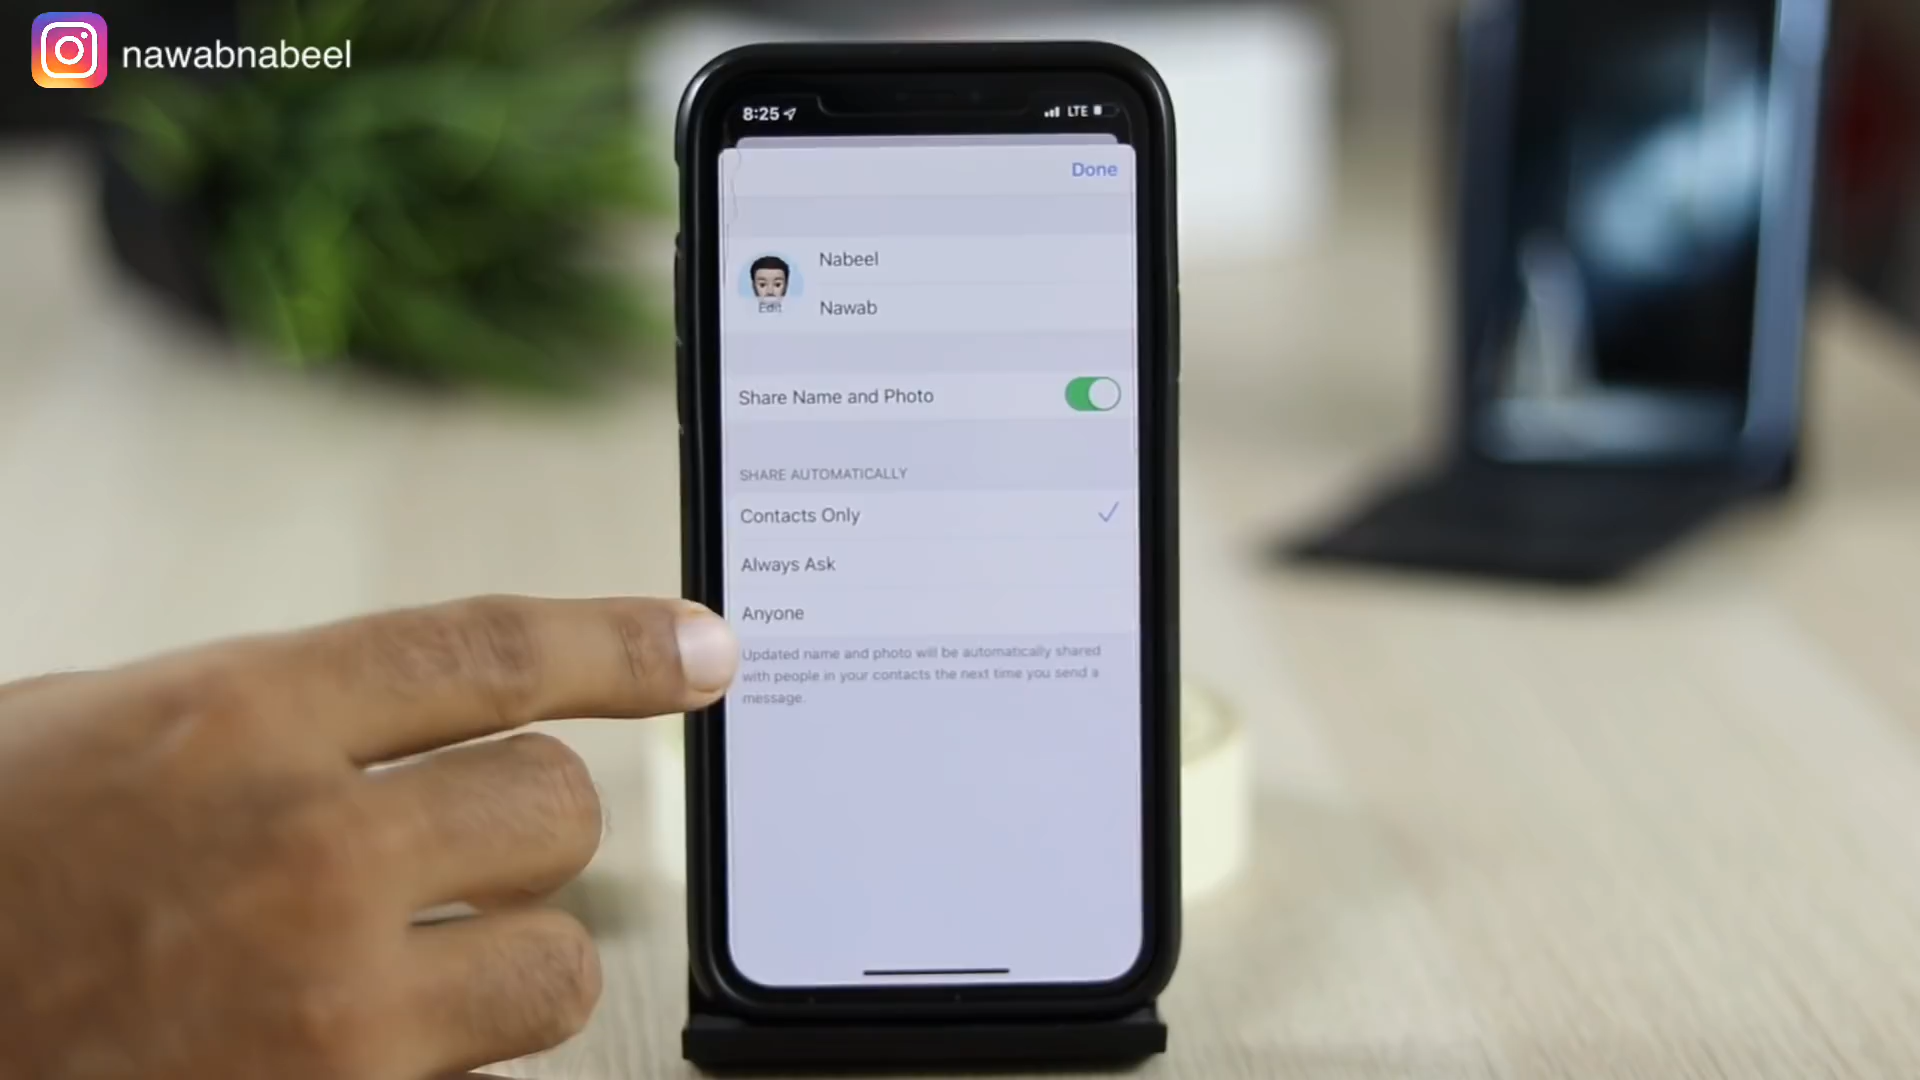 nawabnabeel
8:25
LTE
Done
Nabeel
Edit
Nawab
Share Name and Photo
SHARE AUTOMATICALLY
Contacts Only
Always Ask
Anyone
Updated name and photo will be automatically shared
with people in your contacts the next time you send a
message.